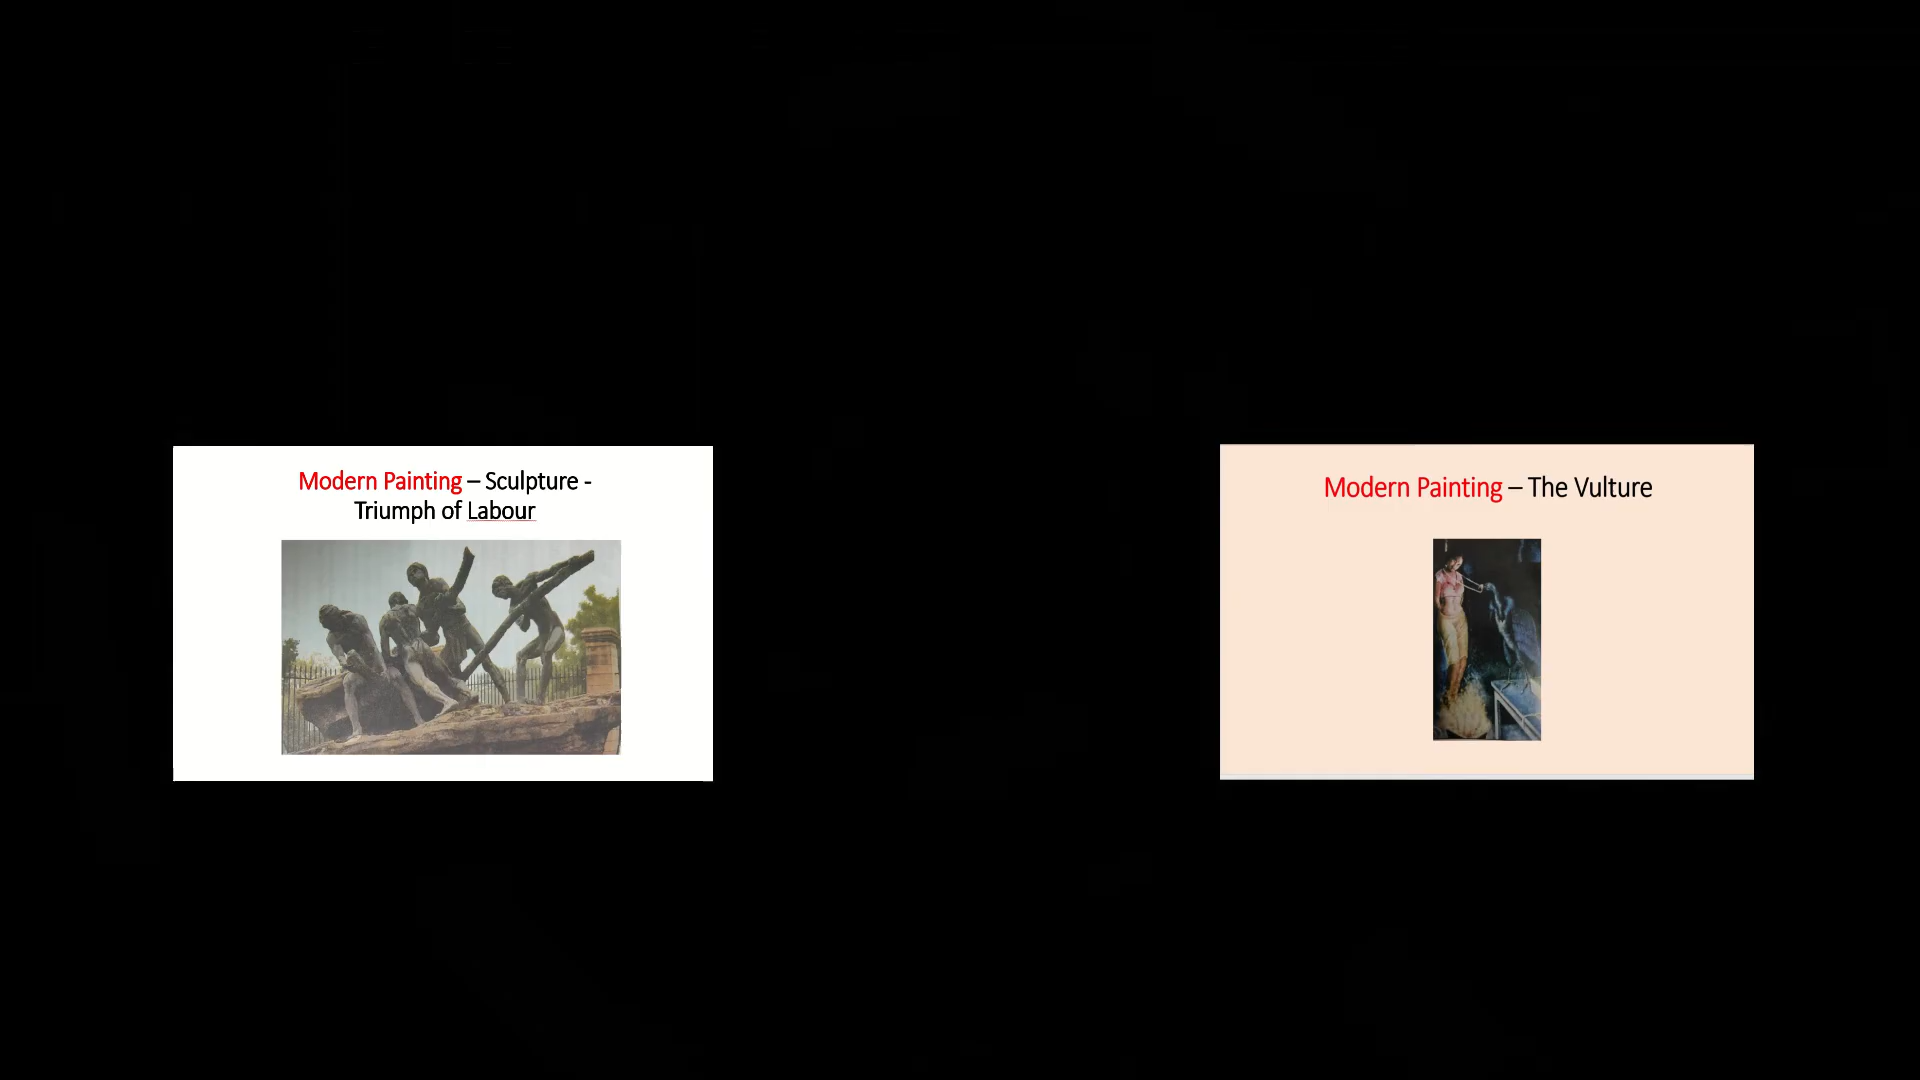 Modern Painting – Sculpture -
Triumph of Labour
Modern Painting – The Vulture